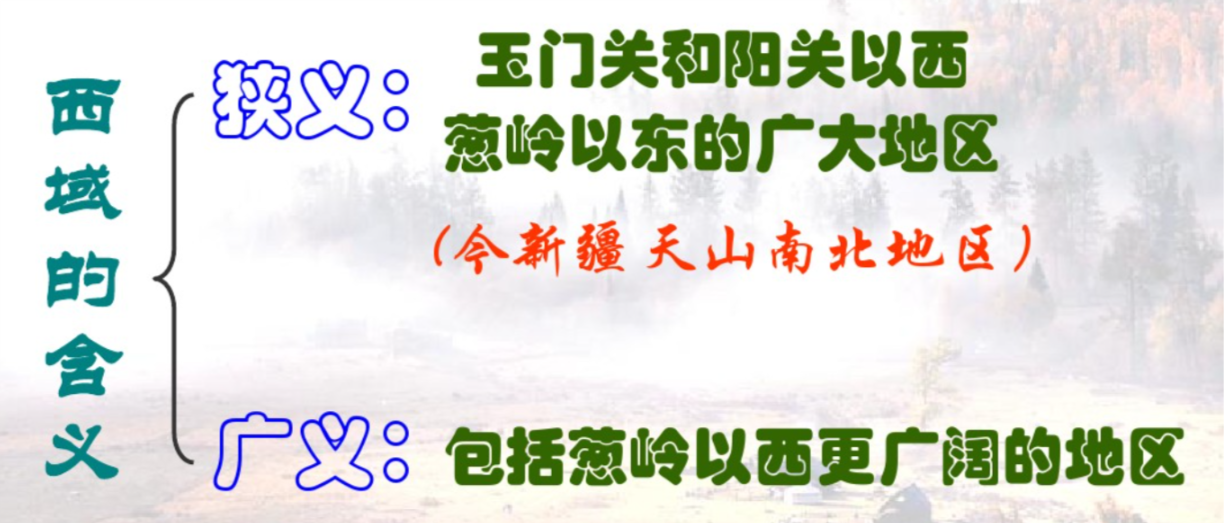 西域的含义
狭义：
玉门关和阳关以西
葱岭以东的广大地区
（今新疆天山南北地区）
广义：
包括葱岭以西更广阔的地区